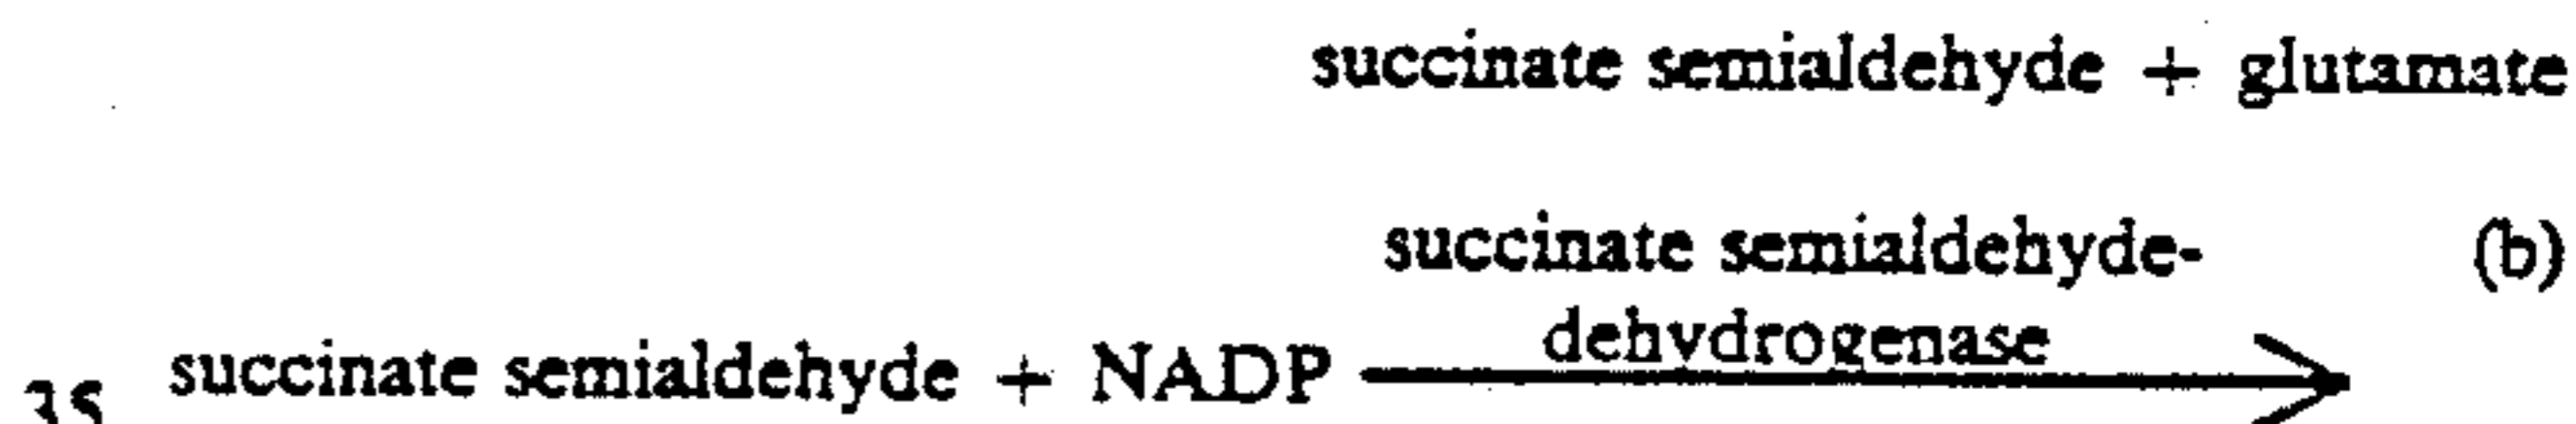 succinate semialdehyde + glutamate
succinate semialdehyde- (b)
dehydrogenase
35 succinate semialdehyde + NADP